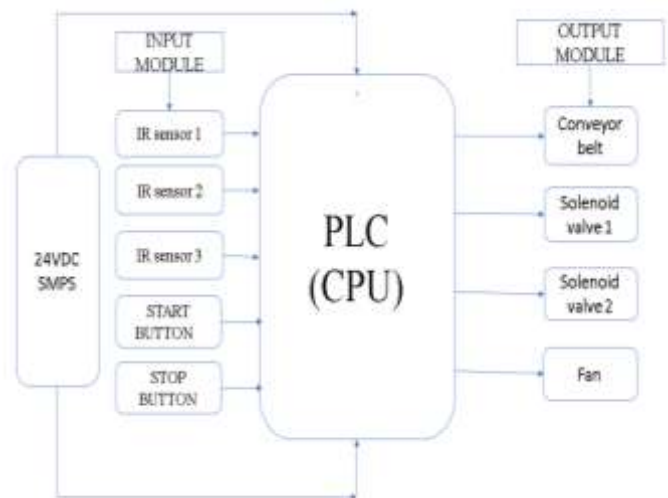 INPUT
MODULE
OUTPUT
MODULE
IR sensor 1
IR sensor 2
IR sensor 3
START
BUTTON
STOP
BUTTON
24VDC
SMPS
PLC
(CPU)
Conveyor
belt
Solenoid
valve 1
Solenoid
valve 2
Fan